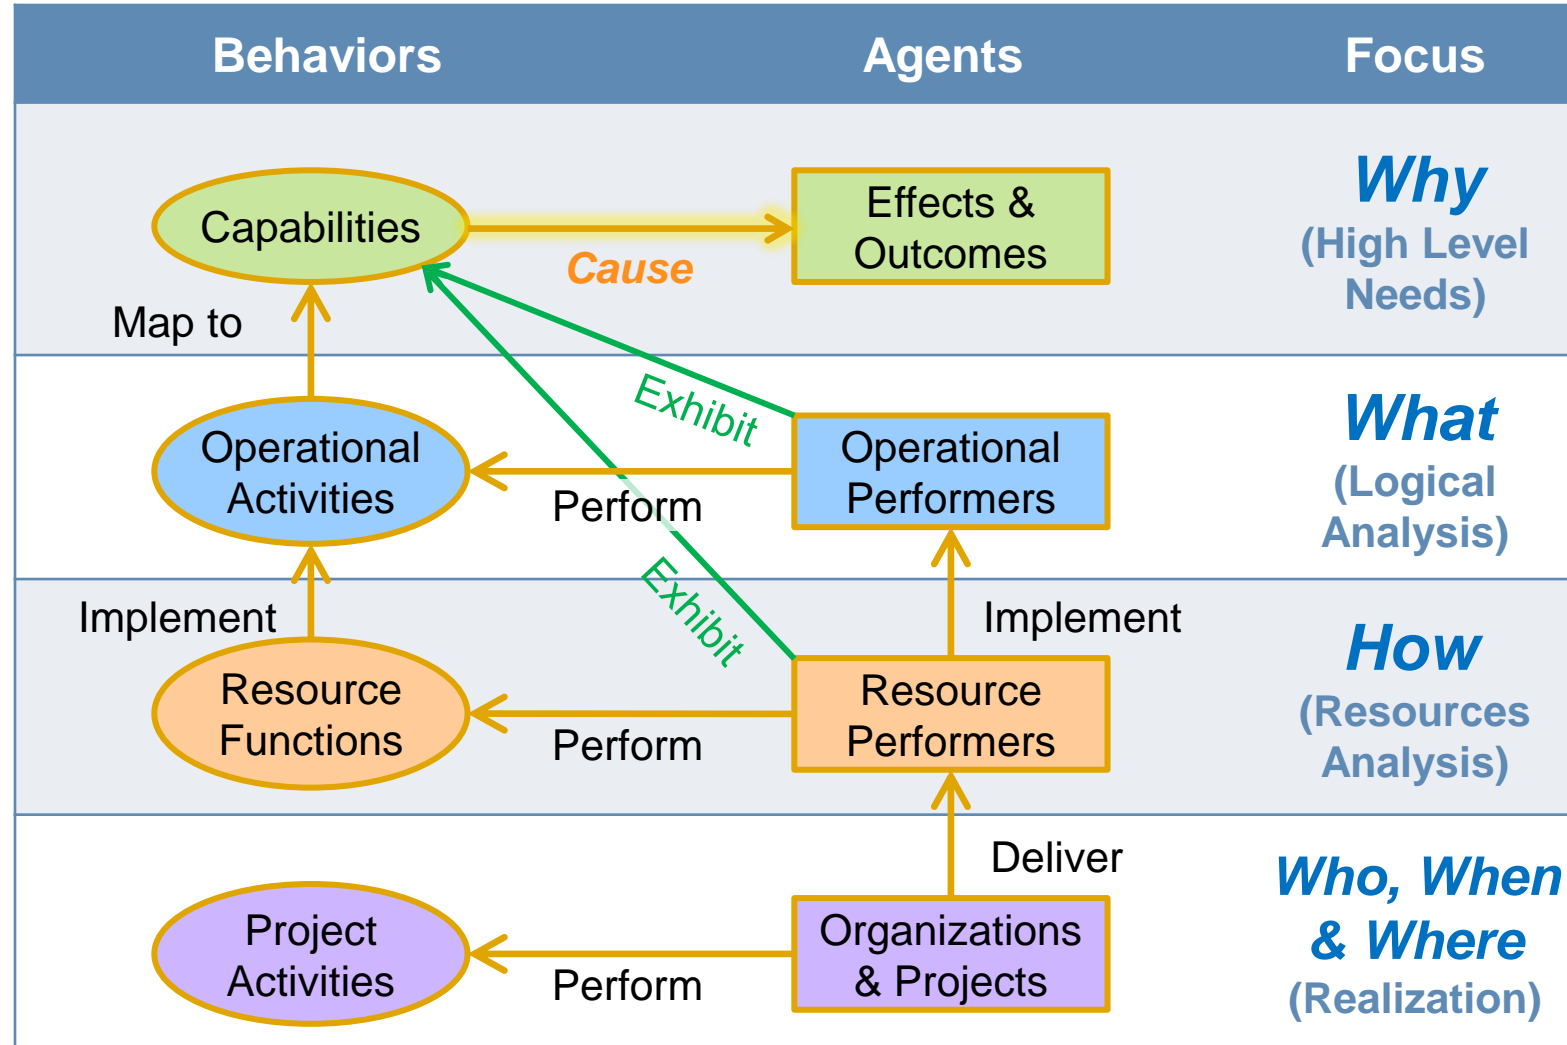 Behaviors
Agents
Focus
Capabilities
Cause
Effects &
Outcomes
Why
(High Level
Needs)
Map to
Exhibit
Operational
Activities
Perform
Operational
Performers
What
(Logical
Analysis)
Implement
Exhibit
Implement
Resource
Functions
Perform
Resource
Performers
How
(Resources
Analysis)
Deliver
Project
Activities
Perform
Organizations
& Projects
Who, When
& Where
(Realization)